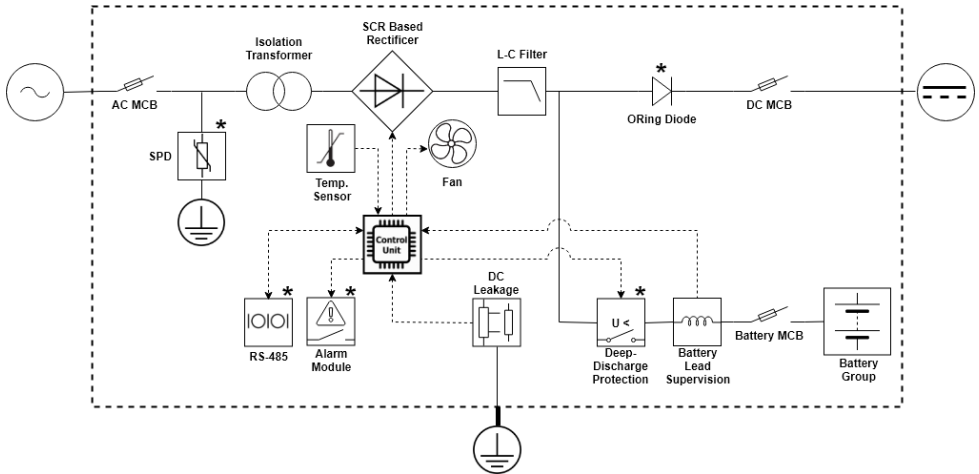 SCR Based
Rectificer
Isolation
Transformer
L-C Filter
*
AC MCB
ORing Diode
DC MCB
*
SPD
Temp.
Sensor
Fan
Control
Unit
DC
Leakage
*
*
*
|O|O|
U <
RS-485
Alarm
Module
Deep-
Discharge
Protection
Battery
Lead
Supervision
Battery MCB
Battery
Group